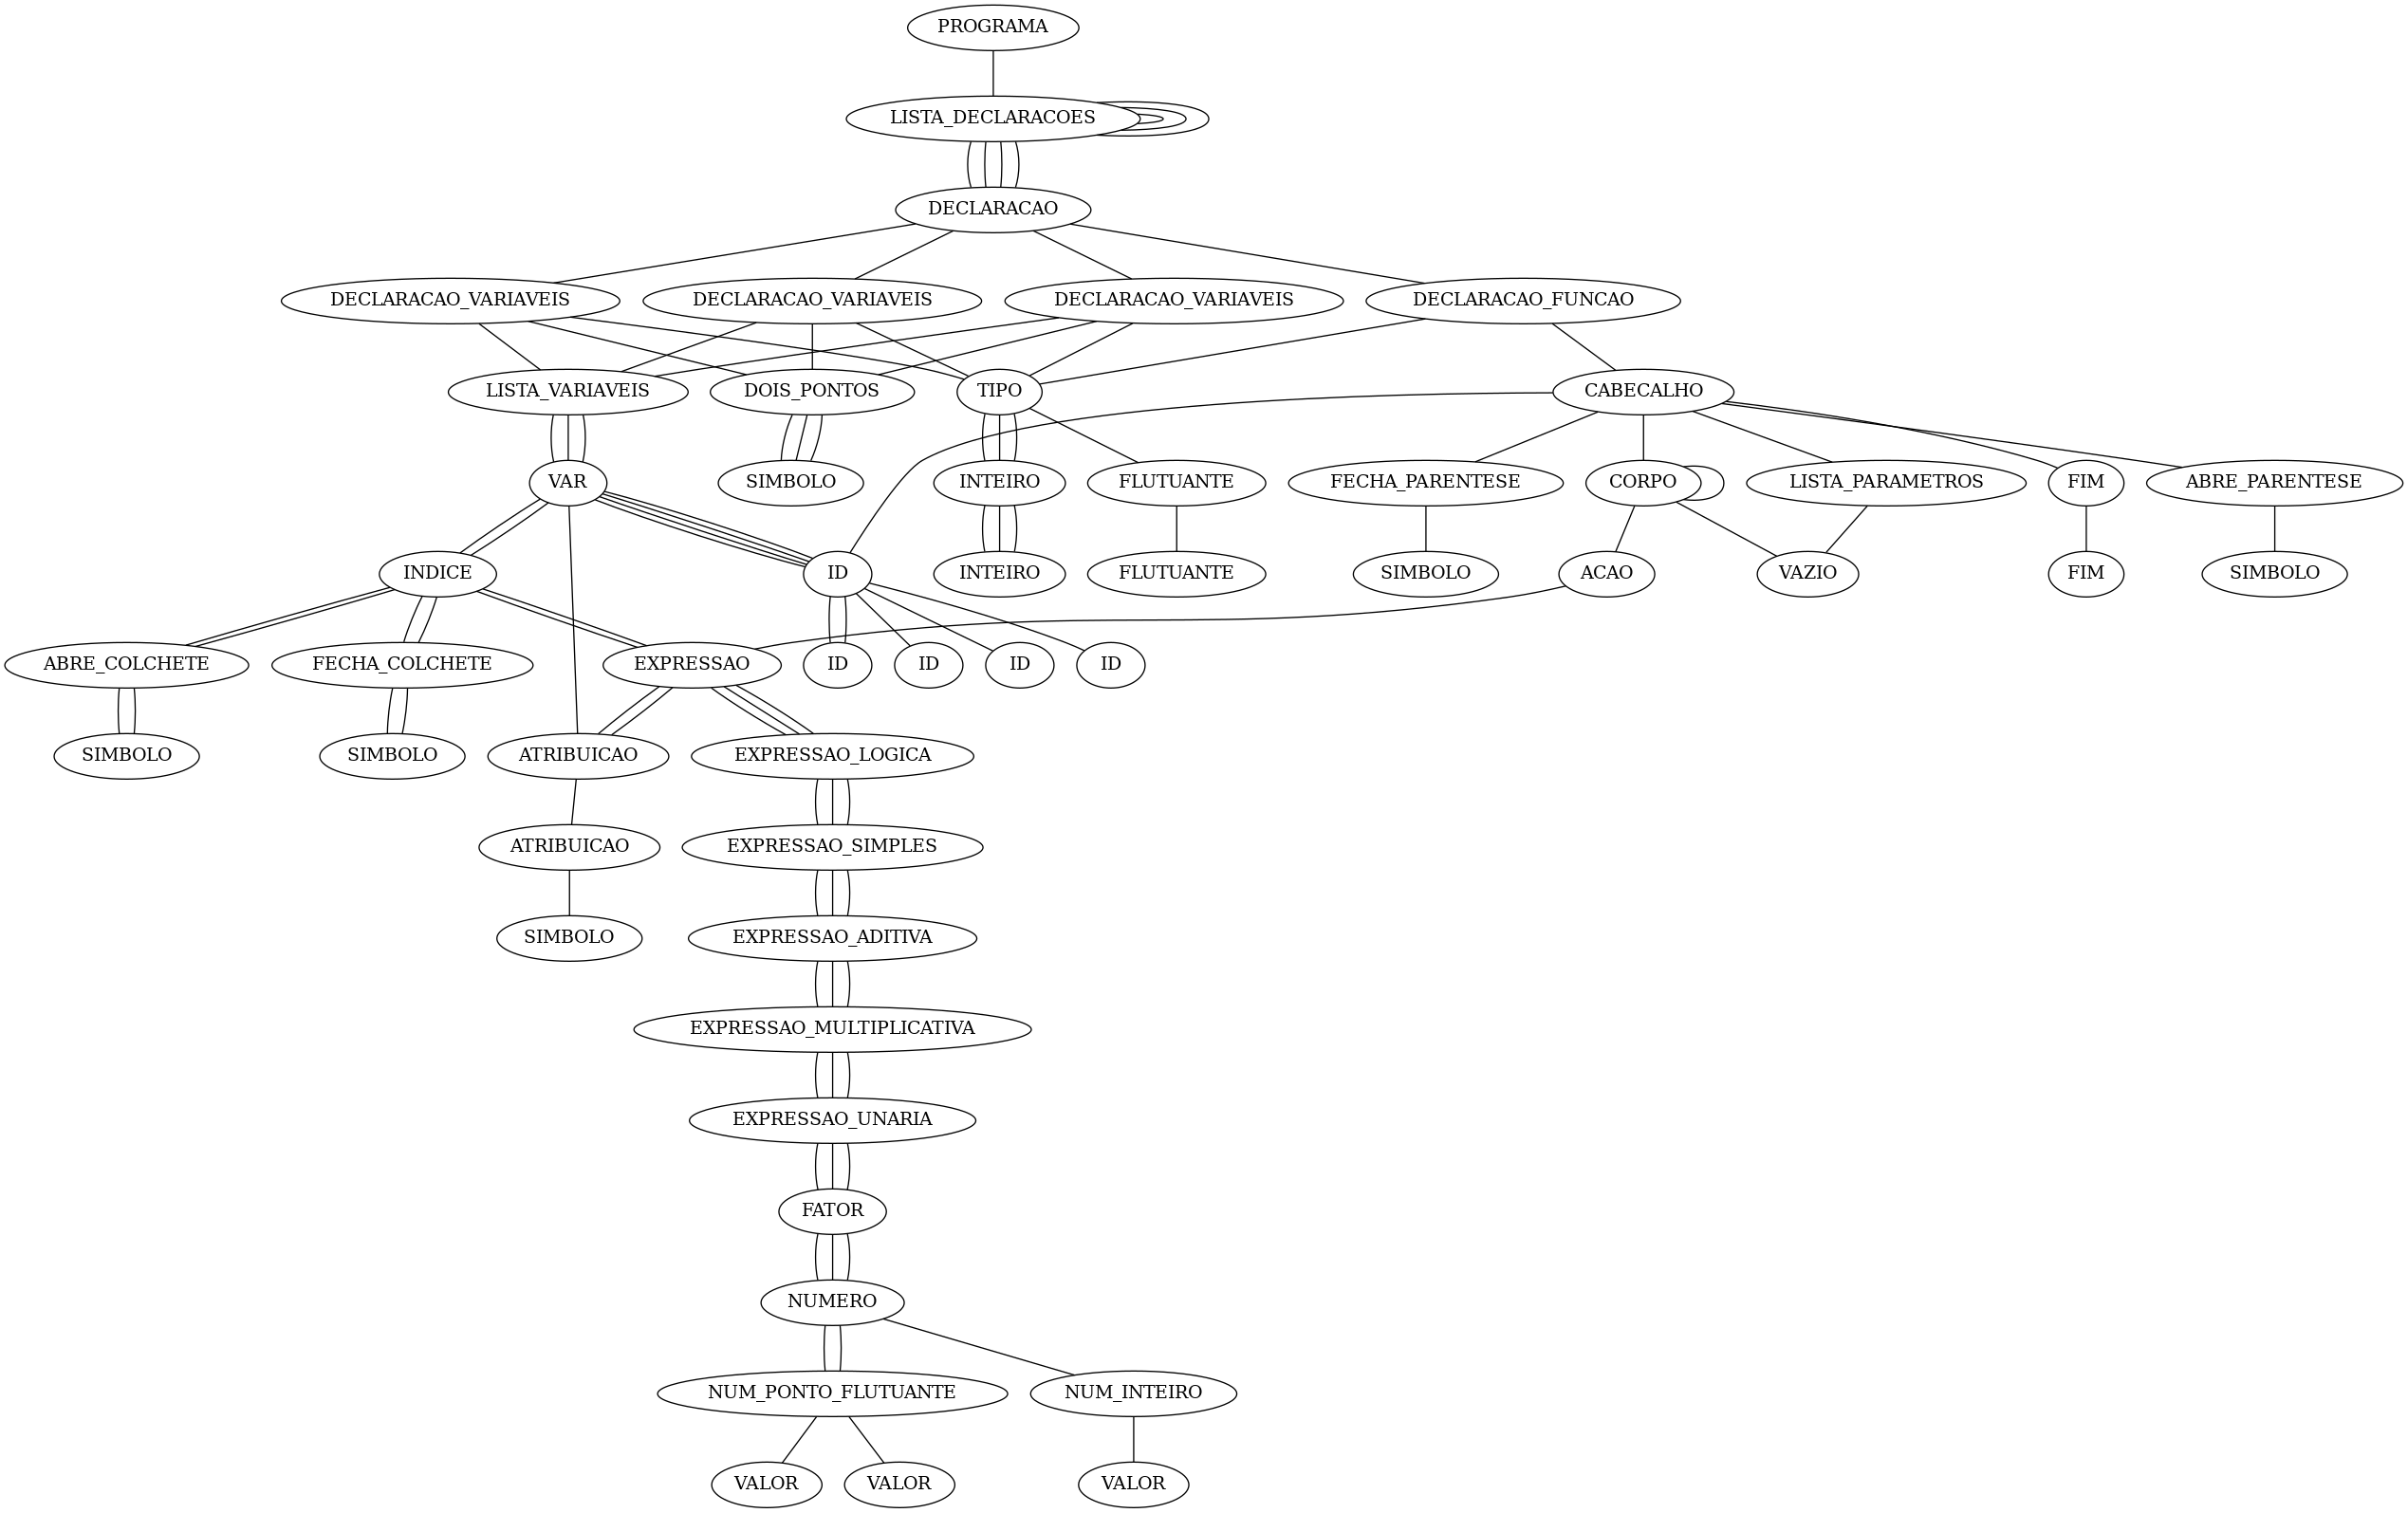 PROGRAMA
LISTA_DECLARACOES
DECLARACAO
DECLARACAO_VARIAVEIS
DECLARACAO_VARIAVEIS
DECLARACAO_VARIAVEIS
DECLARACAO_FUNCAO
LISTA_VARIAVEIS
DOIS_PONTOS
TIPO
CABECALHO
VAR
SIMBOLO
INTEIRO
FLUTUANTE
FECHA_PARENTESE
CORPO
LISTA_PARAMETROS
FIM
ABRE_PARENTESE
INDICE
ID
INTEIRO
FLUTUANTE
SIMBOLO
ACAO
VAZIO
FIM
SIMBOLO
ABRE_COLCHETE
FECHA_COLCHETE
EXPRESSAO
ID
ID
ID
ID
SIMBOLO
SIMBOLO
ATRIBUICAO
EXPRESSAO_LOGICA
ATRIBUICAO
EXPRESSAO_SIMPLES
SIMBOLO
EXPRESSAO_ADITIVA
EXPRESSAO_MULTIPLICATIVA
EXPRESSAO_UNARIA
FATOR
NUMERO
NUM_PONTO_FLUTUANTE
NUM_INTEIRO
VALOR
VALOR
VALOR